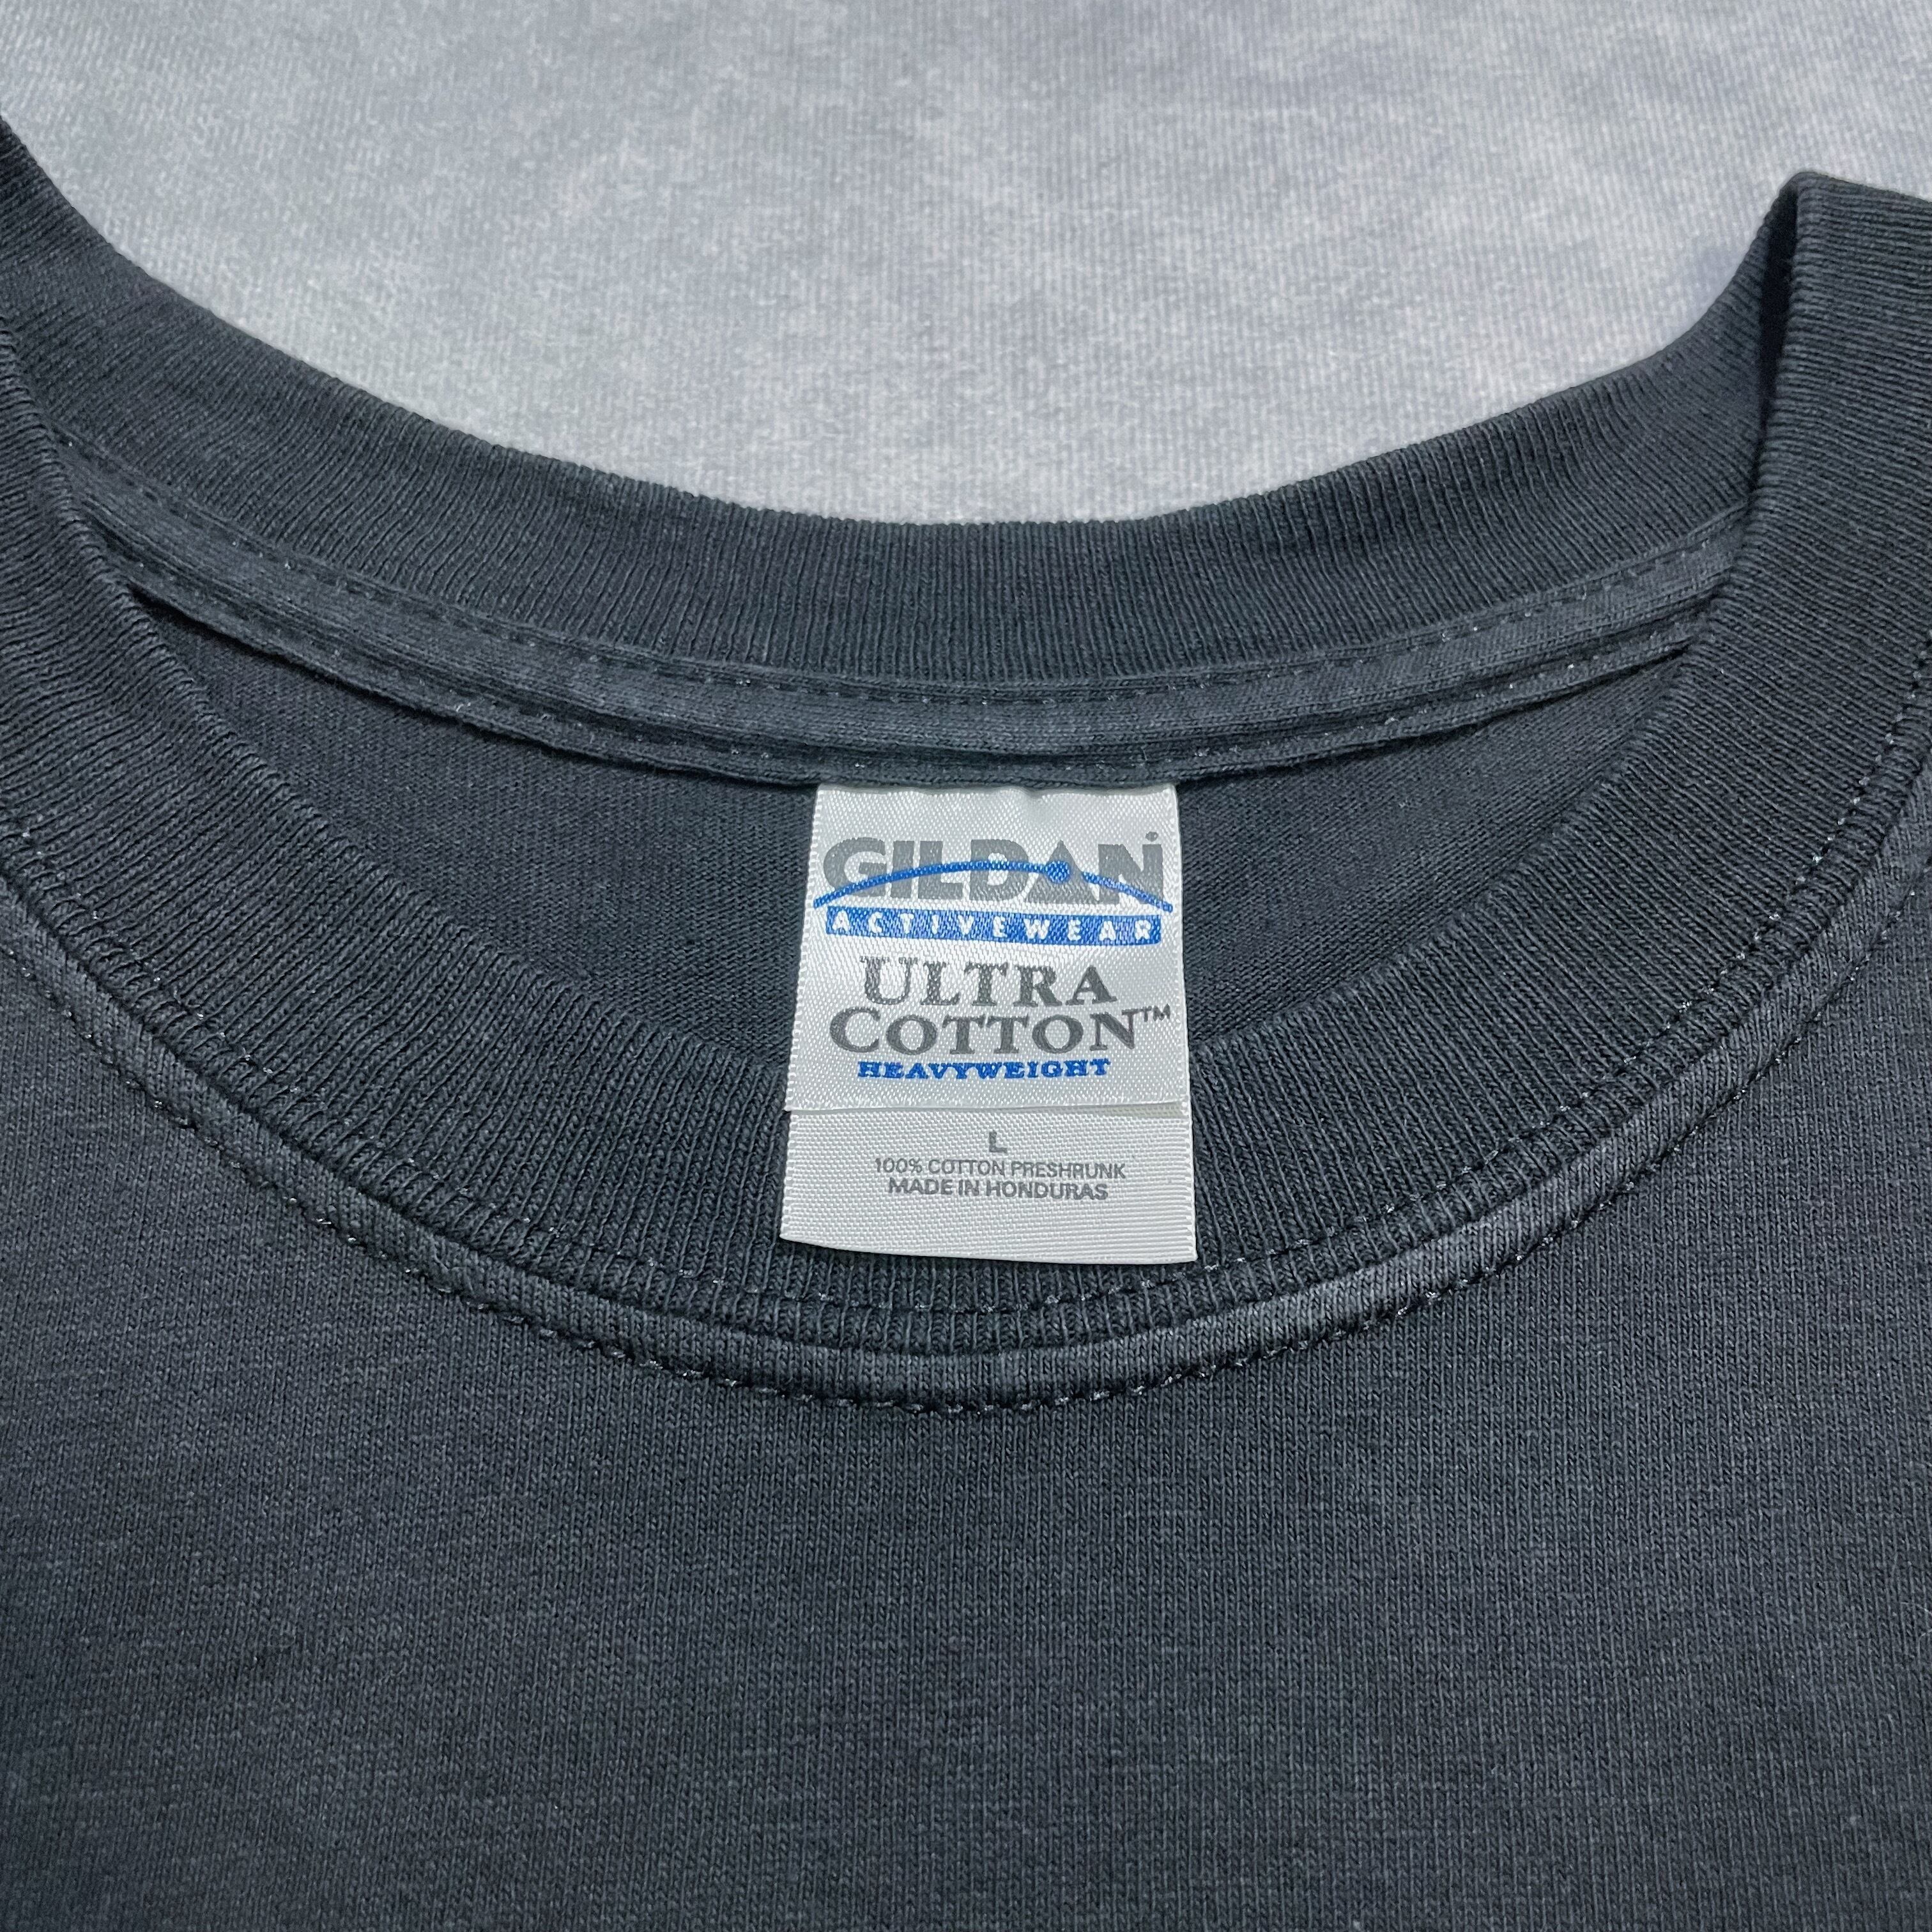 GILDAN®
ACTIVEWEAR
ULTRA
COTTON™
HEAVYWEIGHT
L
100% COTTON PRESHRUNK
MADE IN HONDURAS